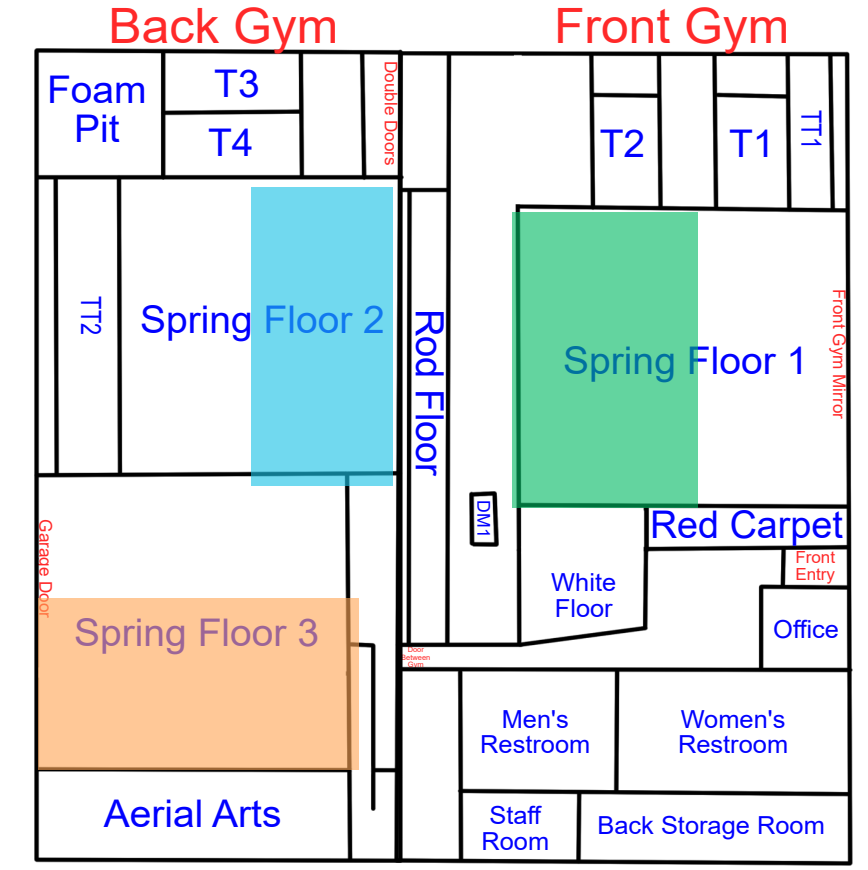 Back Gym
Front Gym
Foam
Pit
T3
T4
Double Doors
T2
T1
TT1
TT2
Spring Floor 2
Rod Floor
Spring Floor 1
Front Gym Mirror
DM1
Red Carpet
Garage Door
Front
Entry
White
Floor
Spring Floor 3
Office
Door
Between
Gym
Men's
Restroom
Women's
Restroom
Aerial Arts
Staff
Room
Back Storage Room